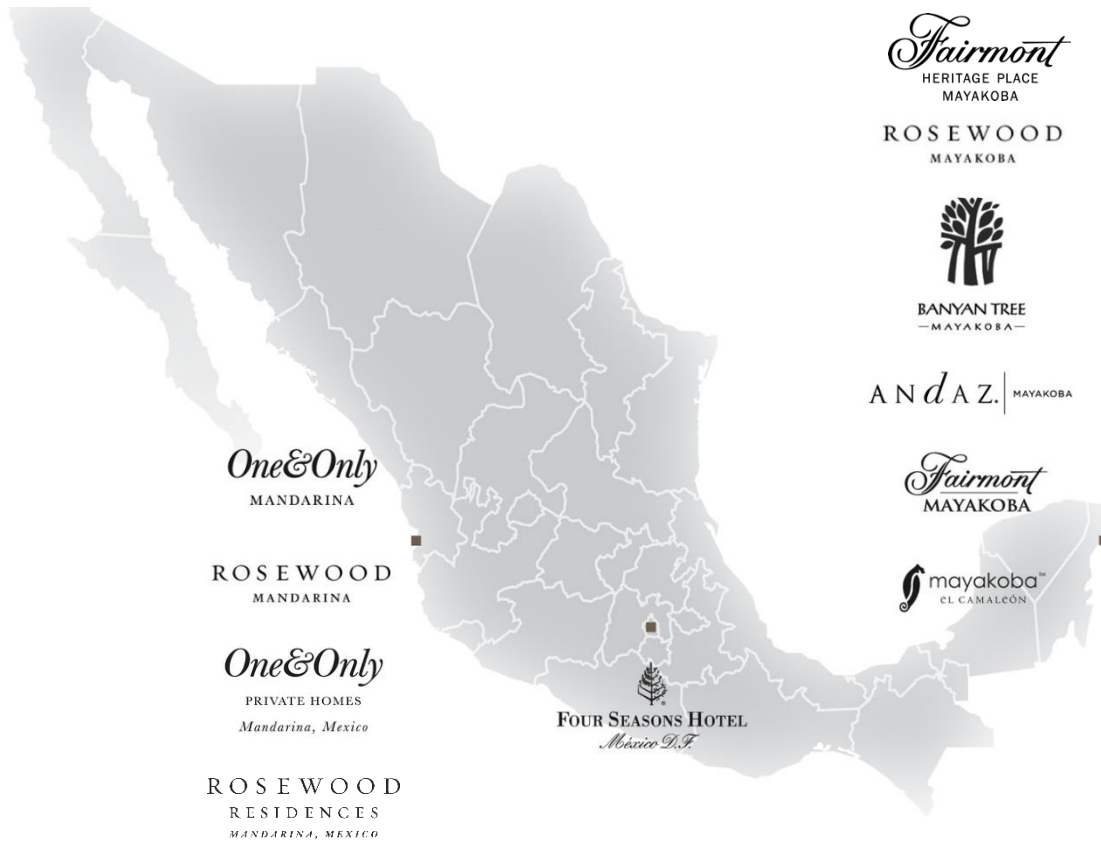 Fairmont
HERITAGE PLACE
MAYAKOBA
ROSEWOOD
MAYAKOBA
BANYAN TREE
—MAYAKOBA—
ANdAZ. | MAYAKOBA
Fairmont
MAYAKOBA
mayakoba™
eL CAMALeÓN
One&Only
MANDARINA
ROSEWOOD
MANDARINA
One&Only
PRIVATE HOMES
Mandarina, Mexico
ROSEWOOD
RESIDENCES
MANDARINA, MEXICO
FOUR SEASONS HOTEL
México D.F.